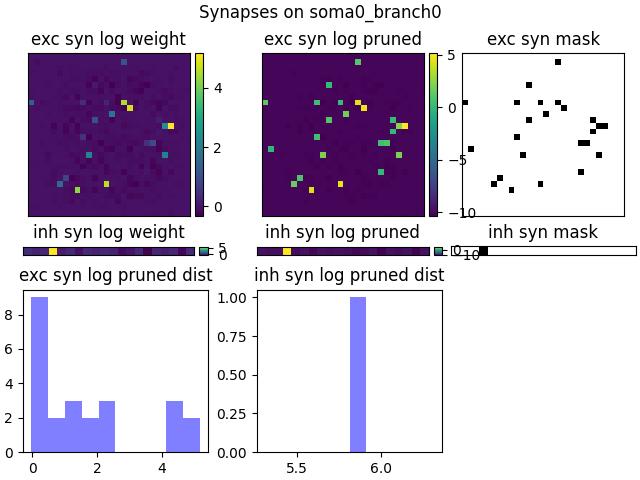 Synapses on soma0_branch0
exc syn log weight
exc syn log pruned
exc syn mask
4
2
0
5
0
−5
−10
inh syn log weight
inh syn log pruned
inh syn mask
5
0
0
10
exc syn log pruned dist
inh syn log pruned dist
8
6
4
2
0
0 2 4
1.00
0.75
0.50
0.25
0.00
5.5 6.0